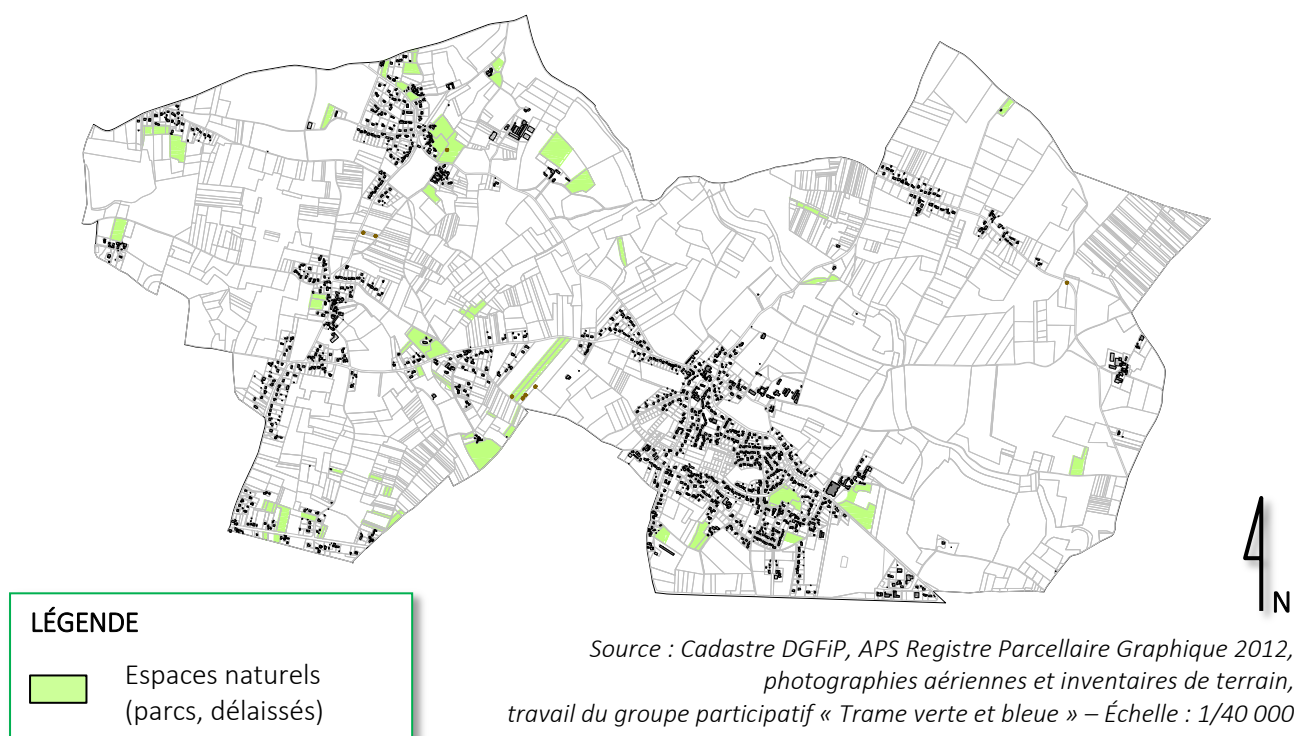 N
LÉGENDE
Espaces naturels
(parcs, délaissés)
Source : Cadastre DGFiP, APS Registre Parcellaire Graphique 2012,
photographies aériennes et inventaires de terrain,
travail du groupe participatif « Trame verte et bleue » – Échelle : 1/40 000